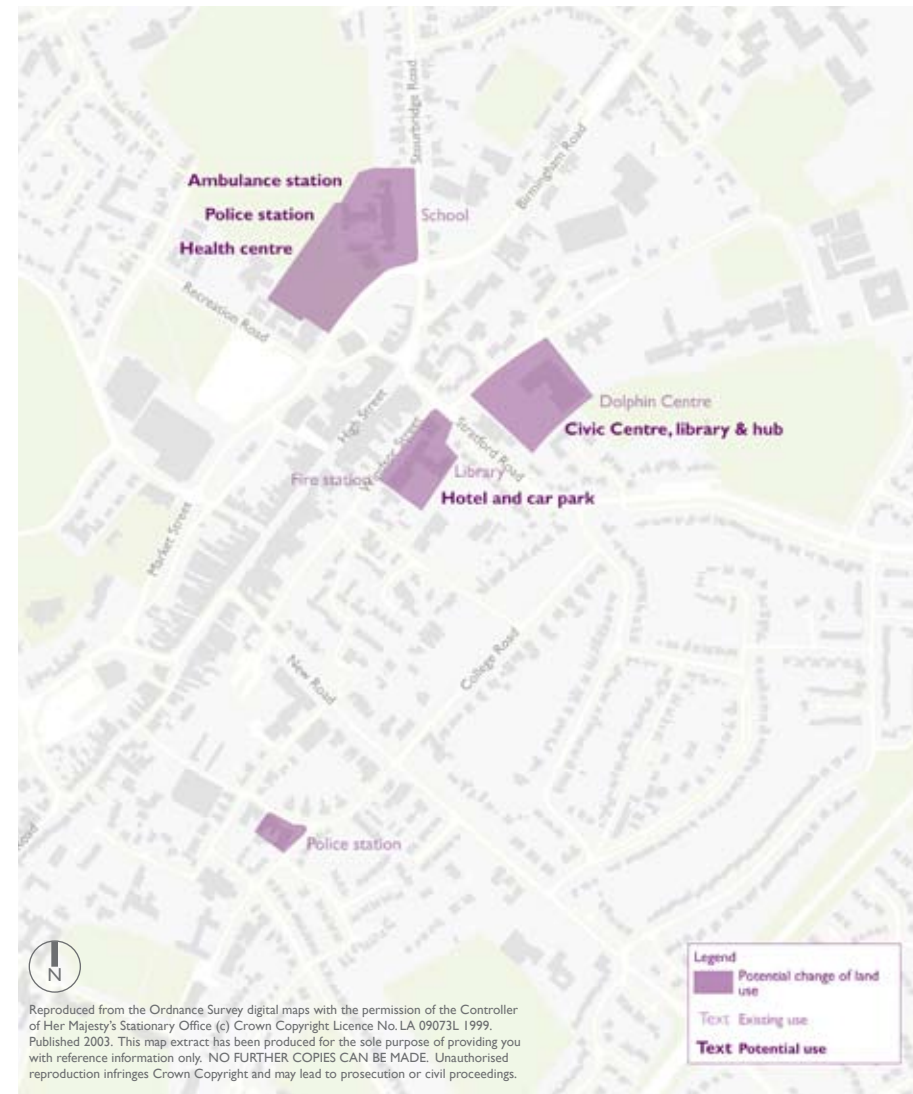 Stourbridge Road
Birmingham Road
Ambulance station
Police station
School
Health centre
Recreation Road
High Street
Dolphin Centre
Civic Centre, library & hub
Stratford Road
Library
Fire station
Street
Hotel and car park
Market Street
College Road
New Road
Police station
N
Reproduced from the Ordnance Survey digital maps with the permission of the Controller
of Her Majesty's Stationary Office (c) Crown Copyright Licence No. LA 09073L 1999.
Published 2003. This map extract has been produced for the sole purpose of providing you
with reference information only. NO FURTHER COPIES CAN BE MADE. Unauthorised
reproduction infringes Crown Copyright and may lead to prosecution or civil proceedings.
Legend
Potential change of land
use
Text Existing use
Text Potential use